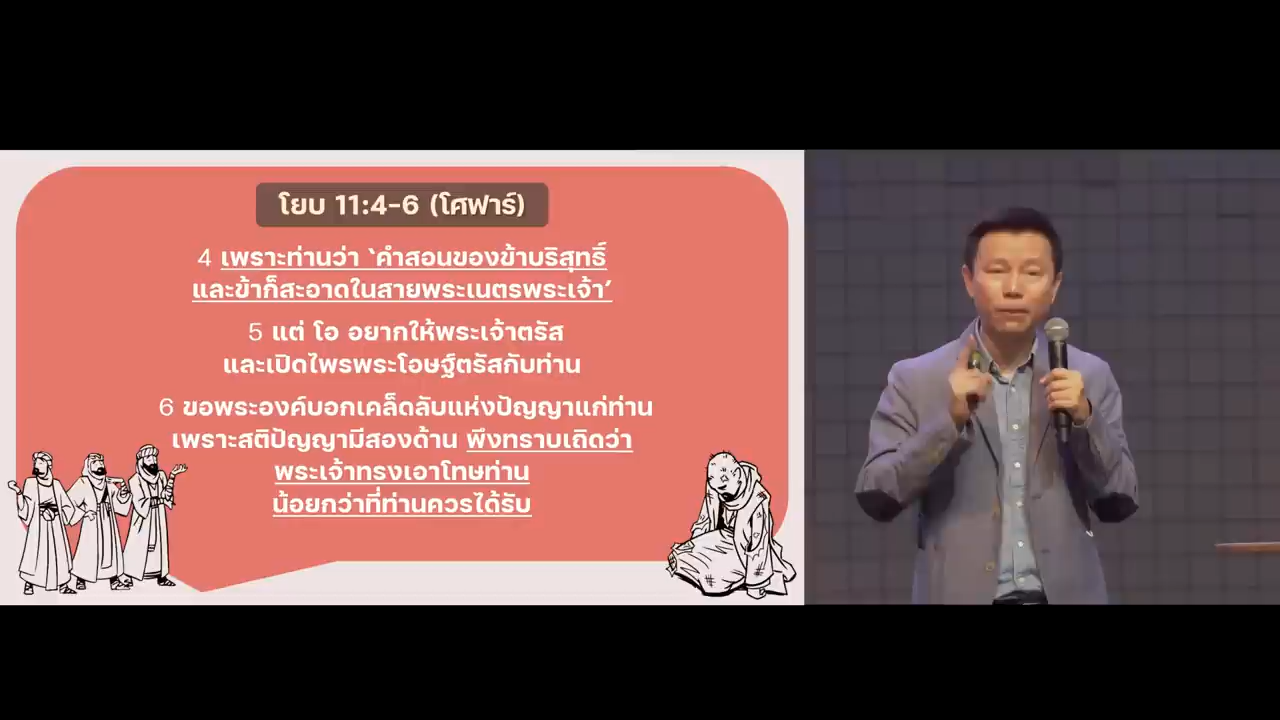 โยบ 11:4-6 (โศฟาร์)
4 เพราะท่านว่า ‘คำสอนของข้าบริสุทธิ์
และข้าก็สะอาดในสายพระเนตรพระเจ้า’
5 แต่ โอ อยากให้พระเจ้าตรัส
และเปิดไพรพระโอษฐ์ตรัสกับท่าน
6 ขอพระองค์บอกเคล็ดลับแห่งปัญญาแก่ท่าน
เพราะสติปัญญามีสองด้าน พึงทราบเถิดว่า
พระเจ้าทรงเอาโทษท่าน
น้อยกว่าที่ท่านควรได้รับ